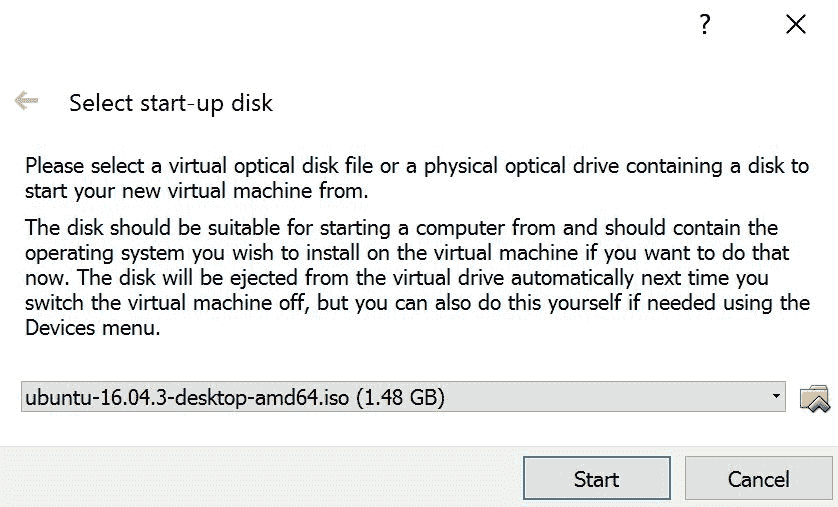 ?
Select start-up disk
Please select a virtual optical disk file or a physical optical drive containing a disk to
start your new virtual machine from.
The disk should be suitable for starting a computer from and should contain the
operating system you wish to install on the virtual machine if you want to do that
now. The disk will be ejected from the virtual drive automatically next time you
switch the virtual machine off, but you can also do this yourself if needed using the
Devices menu.
ubuntu-16.04.3-desktop-amd64.iso (1.48 GB)
Start Cancel